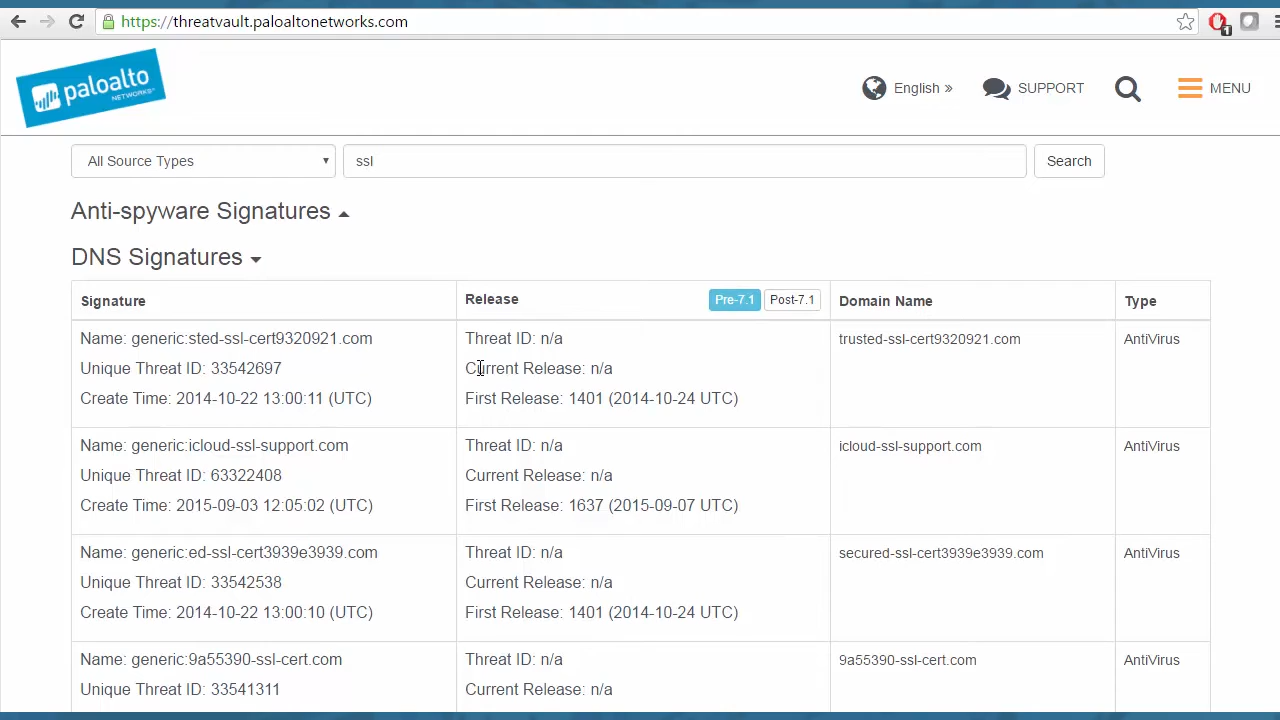 https://threatvault.paloaltonetworks.com
1
paloalto
NETWORKS
English »
SUPPORT
MENU
All Source Types
ssl
Search
Anti-spyware Signatures
DNS Signatures
Signature Release Pre-7.1 Post-7.1 Domain Name Type
Name: generic:sted-ssl-cert9320921.com Threat ID: n/a trusted-ssl-cert9320921.com AntiVirus
Unique Threat ID: 33542697 Current Release: n/a
Create Time: 2014-10-22 13:00:11 (UTC) First Release: 1401 (2014-10-24 UTC)
Name: generic:icloud-ssl-support.com Threat ID: n/a icloud-ssl-support.com AntiVirus
Unique Threat ID: 63322408 Current Release: n/a
Create Time: 2015-09-03 12:05:02 (UTC) First Release: 1637 (2015-09-07 UTC)
Name: generic:ed-ssl-cert3939e3939.com Threat ID: n/a secured-ssl-cert3939e3939.com AntiVirus
Unique Threat ID: 33542538 Current Release: n/a
Create Time: 2014-10-22 13:00:10 (UTC) First Release: 1401 (2014-10-24 UTC)
Name: generic:9a55390-ssl-cert.com Threat ID: n/a 9a55390-ssl-cert.com AntiVirus
Unique Threat ID: 33541311 Current Release: n/a